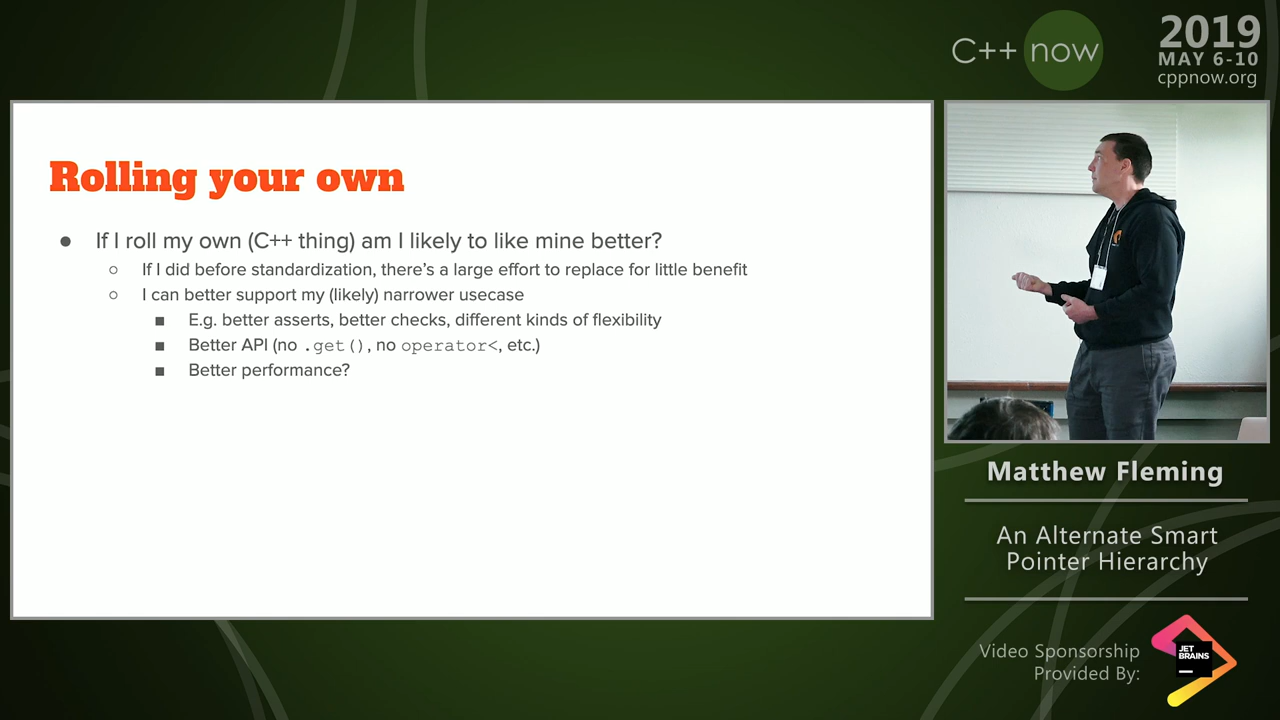 C++ now
2019
MAY 6-10
cppnow.org
Rolling your own
● If I roll my own (C++ thing) am I likely to like mine better?
○ If I did before standardization, there's a large effort to replace for little benefit
○ I can better support my (likely) narrower usecase
■ E.g. better asserts, better checks, different kinds of flexibility
■ Better API (no .get(), no operator<, etc.)
■ Better performance?
Matthew Fleming
An Alternate Smart
Pointer Hierarchy
Video Sponsorship
Provided By:
JET
BRAINS